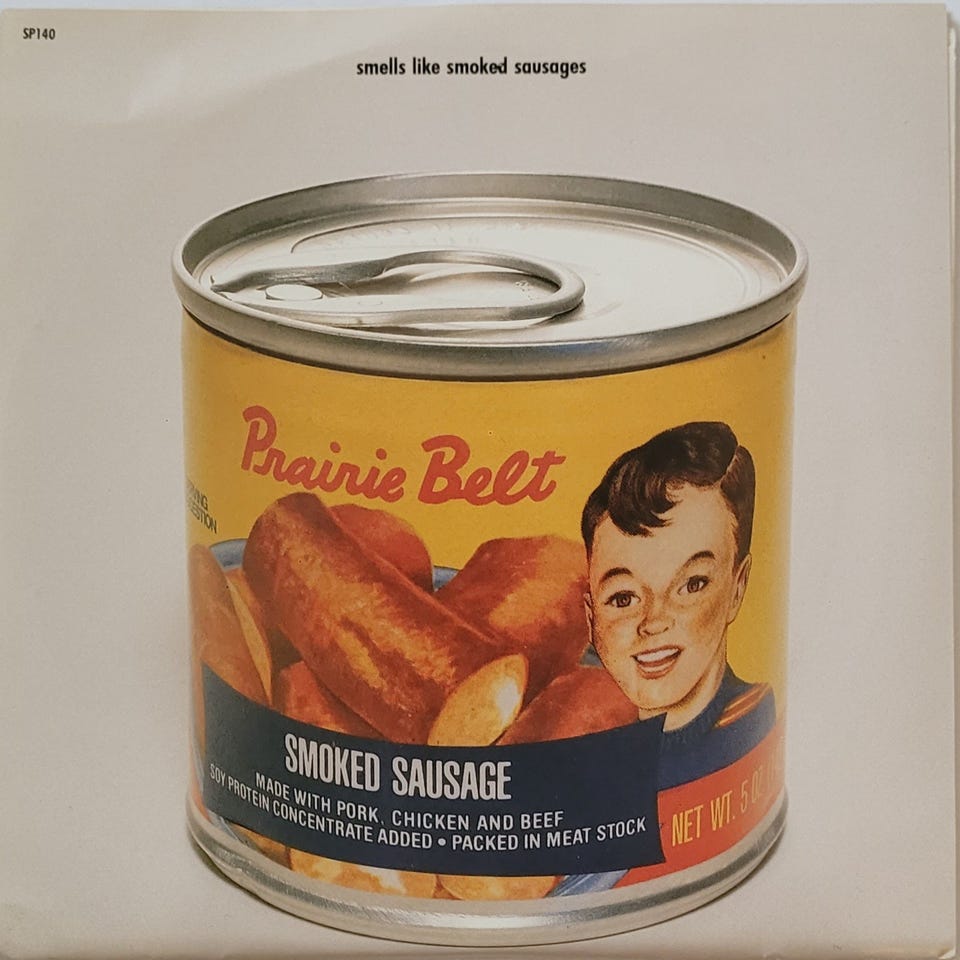 SP140
smells like smoked sausages
Prairie Belt
SMOKED SAUSAGE
MADE WITH PORK, CHICKEN AND BEEF
SOY PROTEIN CONCENTRATE ADDED • PACKED IN MEAT STOCK
NET WT. 5 OZ